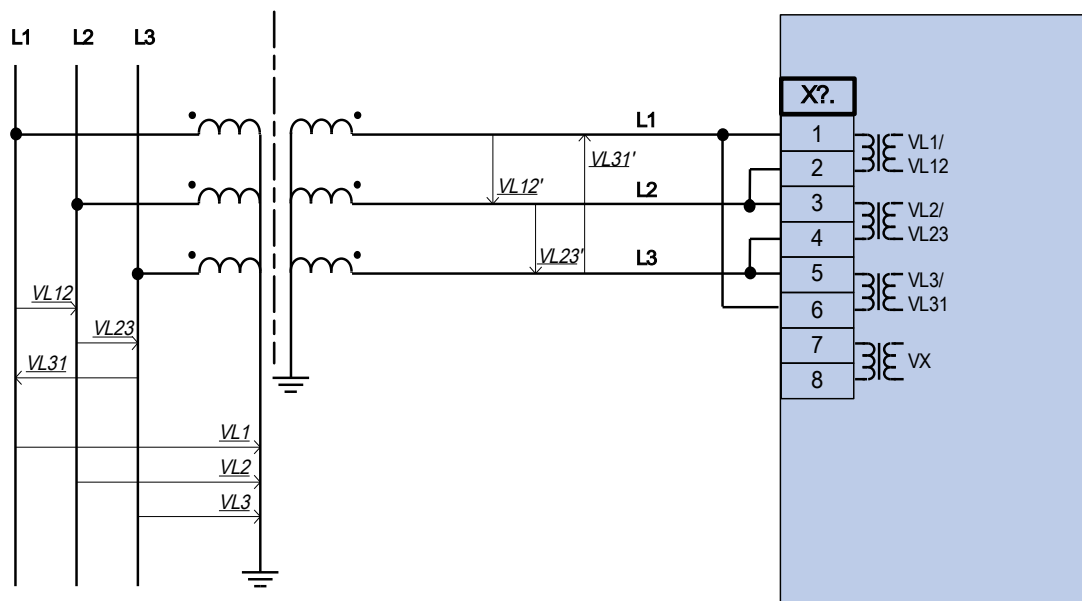 L1 L2 L3
X?.
1
2
3
4
5
6
7
8
VL1/
VL12
VL2/
VL23
VL3/
VL31
VX
L1
L2
L3
VL31'
VL12'
VL23'
VL12
VL23
VL31
VL1
VL2
VL3